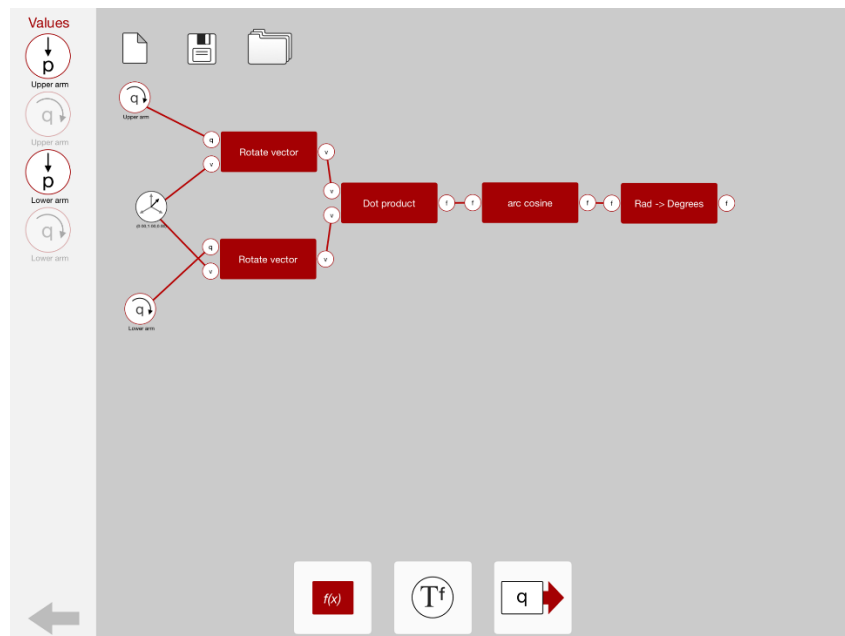 Values
p
Upper arm
q
Upper arm
p
Lower arm
q
Lower arm
q
Upper arm
q
v
Rotate vector
v
v
Dot product
f
f
arc cosine
f
f
Rad -> Degrees
f
v
q
v
Rotate vector
v
q
Lower arm
f(x)
Tf
q